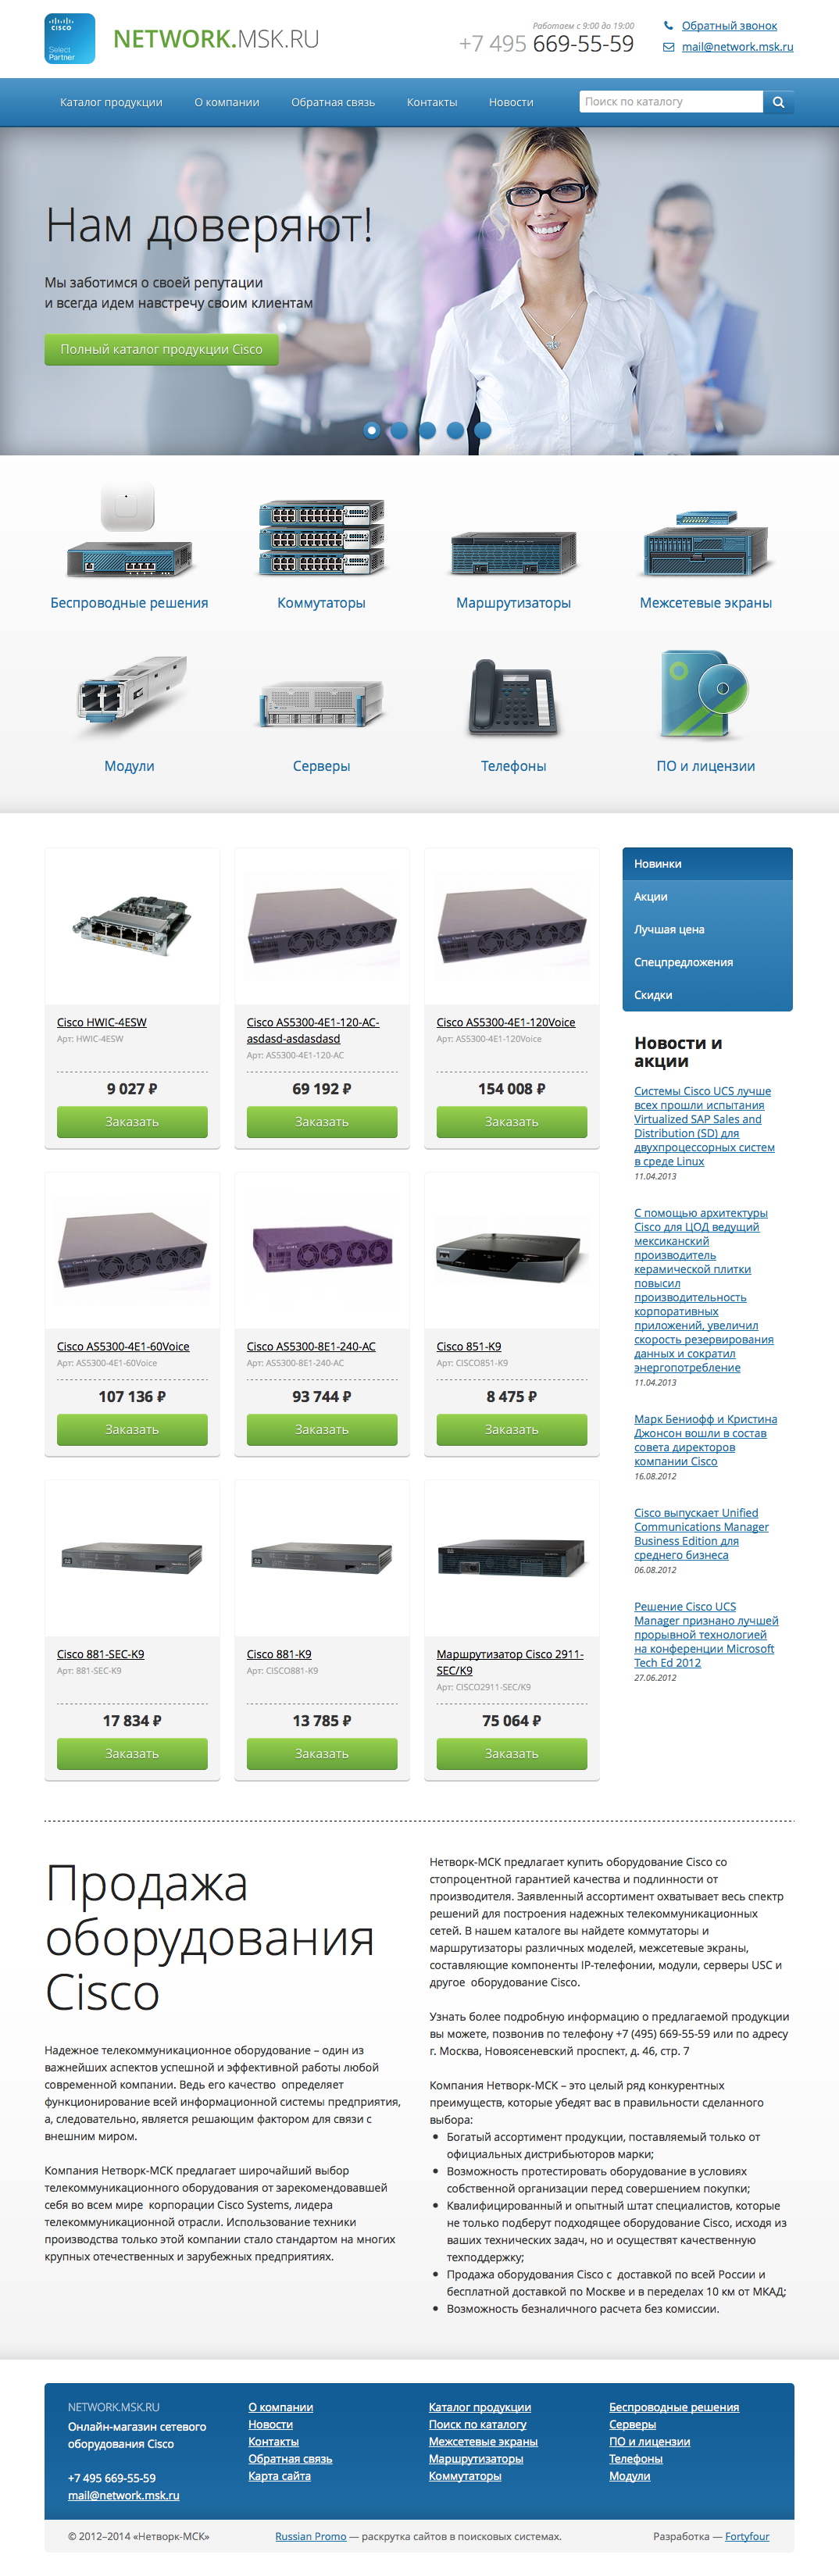 CISCO
Select
Partner
NETWORK.MSK.RU
Работаем с 9:00 до 19:00
+7 495 669-55-59
Обратный звонок
mail@network.msk.ru
Каталог продукции
О компании
Обратная связь
Контакты
Новости
Поиск по каталогу
Нам доверяют!
Мы заботимся о своей репутации
и всегда идем навстречу своим клиентам
Полный каталог продукции Cisco
Беспроводные решения
Коммутаторы
Маршрутизаторы
Межсетевые экраны
Модули
Серверы
Телефоны
ПО и лицензии
Cisco HWIC-4ESW
Арт: HWIC-4ESW
9 027 ₽
Заказать
Cisco AS5300-4E1-120-AC-
asdasd-asdasdasd
Арт: AS5300-4E1-120-AC
69 192 ₽
Заказать
Cisco AS5300-4E1-120Voice
Арт: AS5300-4E1-120Voice
154 008 ₽
Заказать
Cisco AS5300-4E1-60Voice
Арт: AS5300-4E1-60Voice
107 136 ₽
Заказать
Cisco AS5300-8E1-240-AC
Арт: AS5300-8E1-240-AC
93 744 ₽
Заказать
Cisco 851-K9
Арт: CISCO851-K9
8 475 ₽
Заказать
Cisco 881-SEC-K9
Арт: 881-SEC-K9
17 834 ₽
Заказать
Cisco 881-K9
Арт: CISCO881-K9
13 785 ₽
Заказать
Маршрутизатор Cisco 2911-
SEC/K9
Арт: CISCO2911-SEC/K9
75 064 ₽
Заказать
Новинки
Акции
Лучшая цена
Спецпредложения
Скидки
Новости и
акции
Системы Cisco UCS лучше
всех прошли испытания
Virtualized SAP Sales and
Distribution (SD) для
двухпроцессорных систем
в среде Linux
11.04.2013
С помощью архитектуры
Cisco для ЦОД ведущий
мексиканский
производитель
керамической плитки
повысил
производительность
корпоративных
приложений, увеличил
скорость резервирования
данных и сократил
энергопотребление
11.04.2013
Марк Бениофф и Кристина
Джонсон вошли в состав
совета директоров
компании Cisco
16.08.2012
Cisco выпускает Unified
Communications Manager
Business Edition для
среднего бизнеса
06.08.2012
Решение Cisco UCS
Manager признано лучшей
прорывной технологией
на конференции Microsoft
Tech Ed 2012
27.06.2012
Продажа
оборудования
Cisco
Надежное телекоммуникационное оборудование – один из
важнейших аспектов успешной и эффективной работы любой
современной компании. Ведь его качество определяет
функционирование всей информационной системы предприятия,
а, следовательно, является решающим фактором для связи с
внешним миром.
Компания Нетворк-МСК предлагает широчайший выбор
телекоммуникационного оборудования от зарекомендовавшей
себя во всем мире корпорации Cisco Systems, лидера
телекоммуникационной отрасли. Использование техники
производства только этой компании стало стандартом на многих
крупных отечественных и зарубежных предприятиях.
Нетворк-МСК предлагает купить оборудование Cisco со
стопроцентной гарантией качества и подлинности от
производителя. Заявленный ассортимент охватывает весь спектр
решений для построения надежных телекоммуникационных
сетей. В нашем каталоге вы найдете коммутаторы и
маршрутизаторы различных моделей, межсетевые экраны,
составляющие компоненты IP-телефонии, модули, серверы USC и
другое оборудование Cisco.
Узнать более подробную информацию о предлагаемой продукции
вы можете, позвонив по телефону +7 (495) 669-55-59 или по адресу
г. Москва, Новоясеневский проспект, д. 46, стр. 7
Компания Нетворк-МСК – это целый ряд конкурентных
преимуществ, которые убедят вас в правильности сделанного
выбора:
• Богатый ассортимент продукции, поставляемый только от
официальных дистрибьюторов марки;
• Возможность протестировать оборудование в условиях
собственной организации перед совершением покупки;
• Квалифицированный и опытный штат специалистов, которые
не только подберут подходящее оборудование Cisco, исходя из
ваших технических задач, но и осуществят качественную
техподдержку;
• Продажа оборудования Cisco с доставкой по всей России и
бесплатной доставкой по Москве и в переделах 10 км от МКАД;
• Возможность безналичного расчета без комиссии.
NETWORK.MSK.RU
Онлайн-магазин сетевого
оборудования Cisco
+7 495 669-55-59
mail@network.msk.ru
О компании
Новости
Контакты
Обратная связь
Карта сайта
Каталог продукции
Поиск по каталогу
Межсетевые экраны
Маршрутизаторы
Коммутаторы
Беспроводные решения
Серверы
ПО и лицензии
Телефоны
Модули
© 2012–2014 «Нетворк-МСК»
Russian Promo — раскрутка сайтов в поисковых системах.
Разработка — Fortyfour